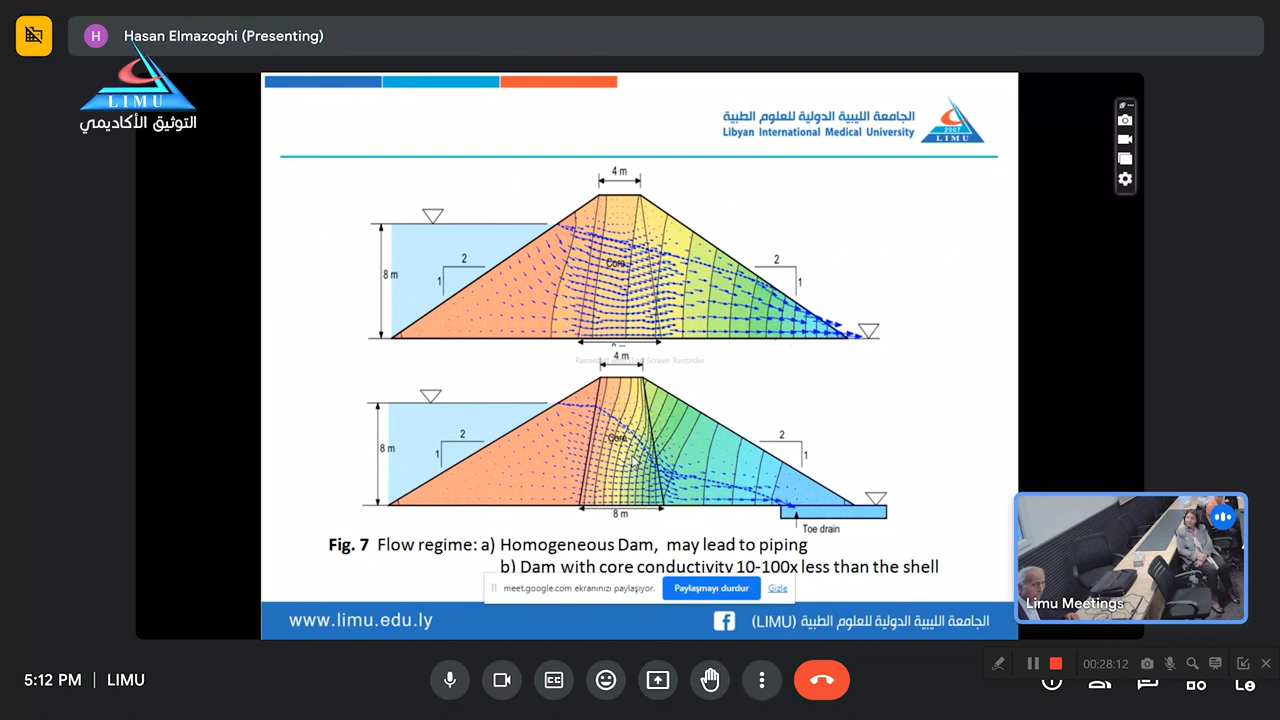 H
Hasan Elmazoghi (Presenting)
LIMU
التوثيق الأكاديمي
الجامعة الليبية الدولية للعلوم الطبية
Libyan International Medical University
2007
LIMU
4 m
8 m
2
1
Core
2
1
4 m
8 m
2
1
Core
2
1
8 m
Toe drain
Fig. 7 Flow regime: a) Homogeneous Dam, may lead to piping
b) Dam with core conductivity 10-100x less than the shell
meet.google.com ekranınızı paylaşıyor.
Paylaşmayı durdur
Gizle
www.limu.edu.ly
الجامعة الليبية الدولية للعلوم الطبية (LIMU)
Limu Meetings
00:28:12
5:12 PM | LIMU